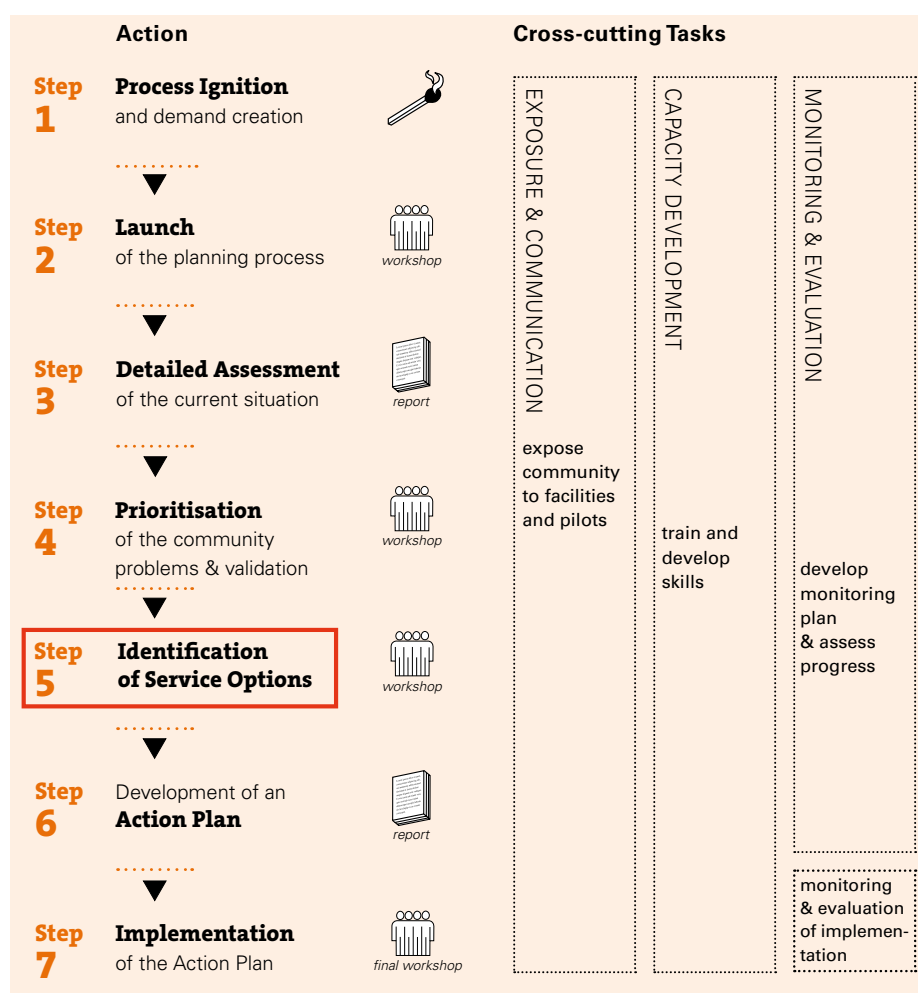 Action
Cross-cutting Tasks
Step
1
Process Ignition
and demand creation
Step
2
Launch
of the planning process
workshop
Step
3
Detailed Assessment
of the current situation
report
Step
4
Prioritisation
of the community
problems & validation
workshop
Step
5
Identification
of Service Options
workshop
Step
6
Development of an
Action Plan
report
Step
7
Implementation
of the Action Plan
final workshop
EXPOSURE & COMMUNICATION
expose
community
to facilities
and pilots
CAPACITY DEVELOPMENT
train and
develop
skills
MONITORING & EVALUATION
develop
monitoring
plan
& assess
progress
monitoring
& evaluation
of implemen-
tation